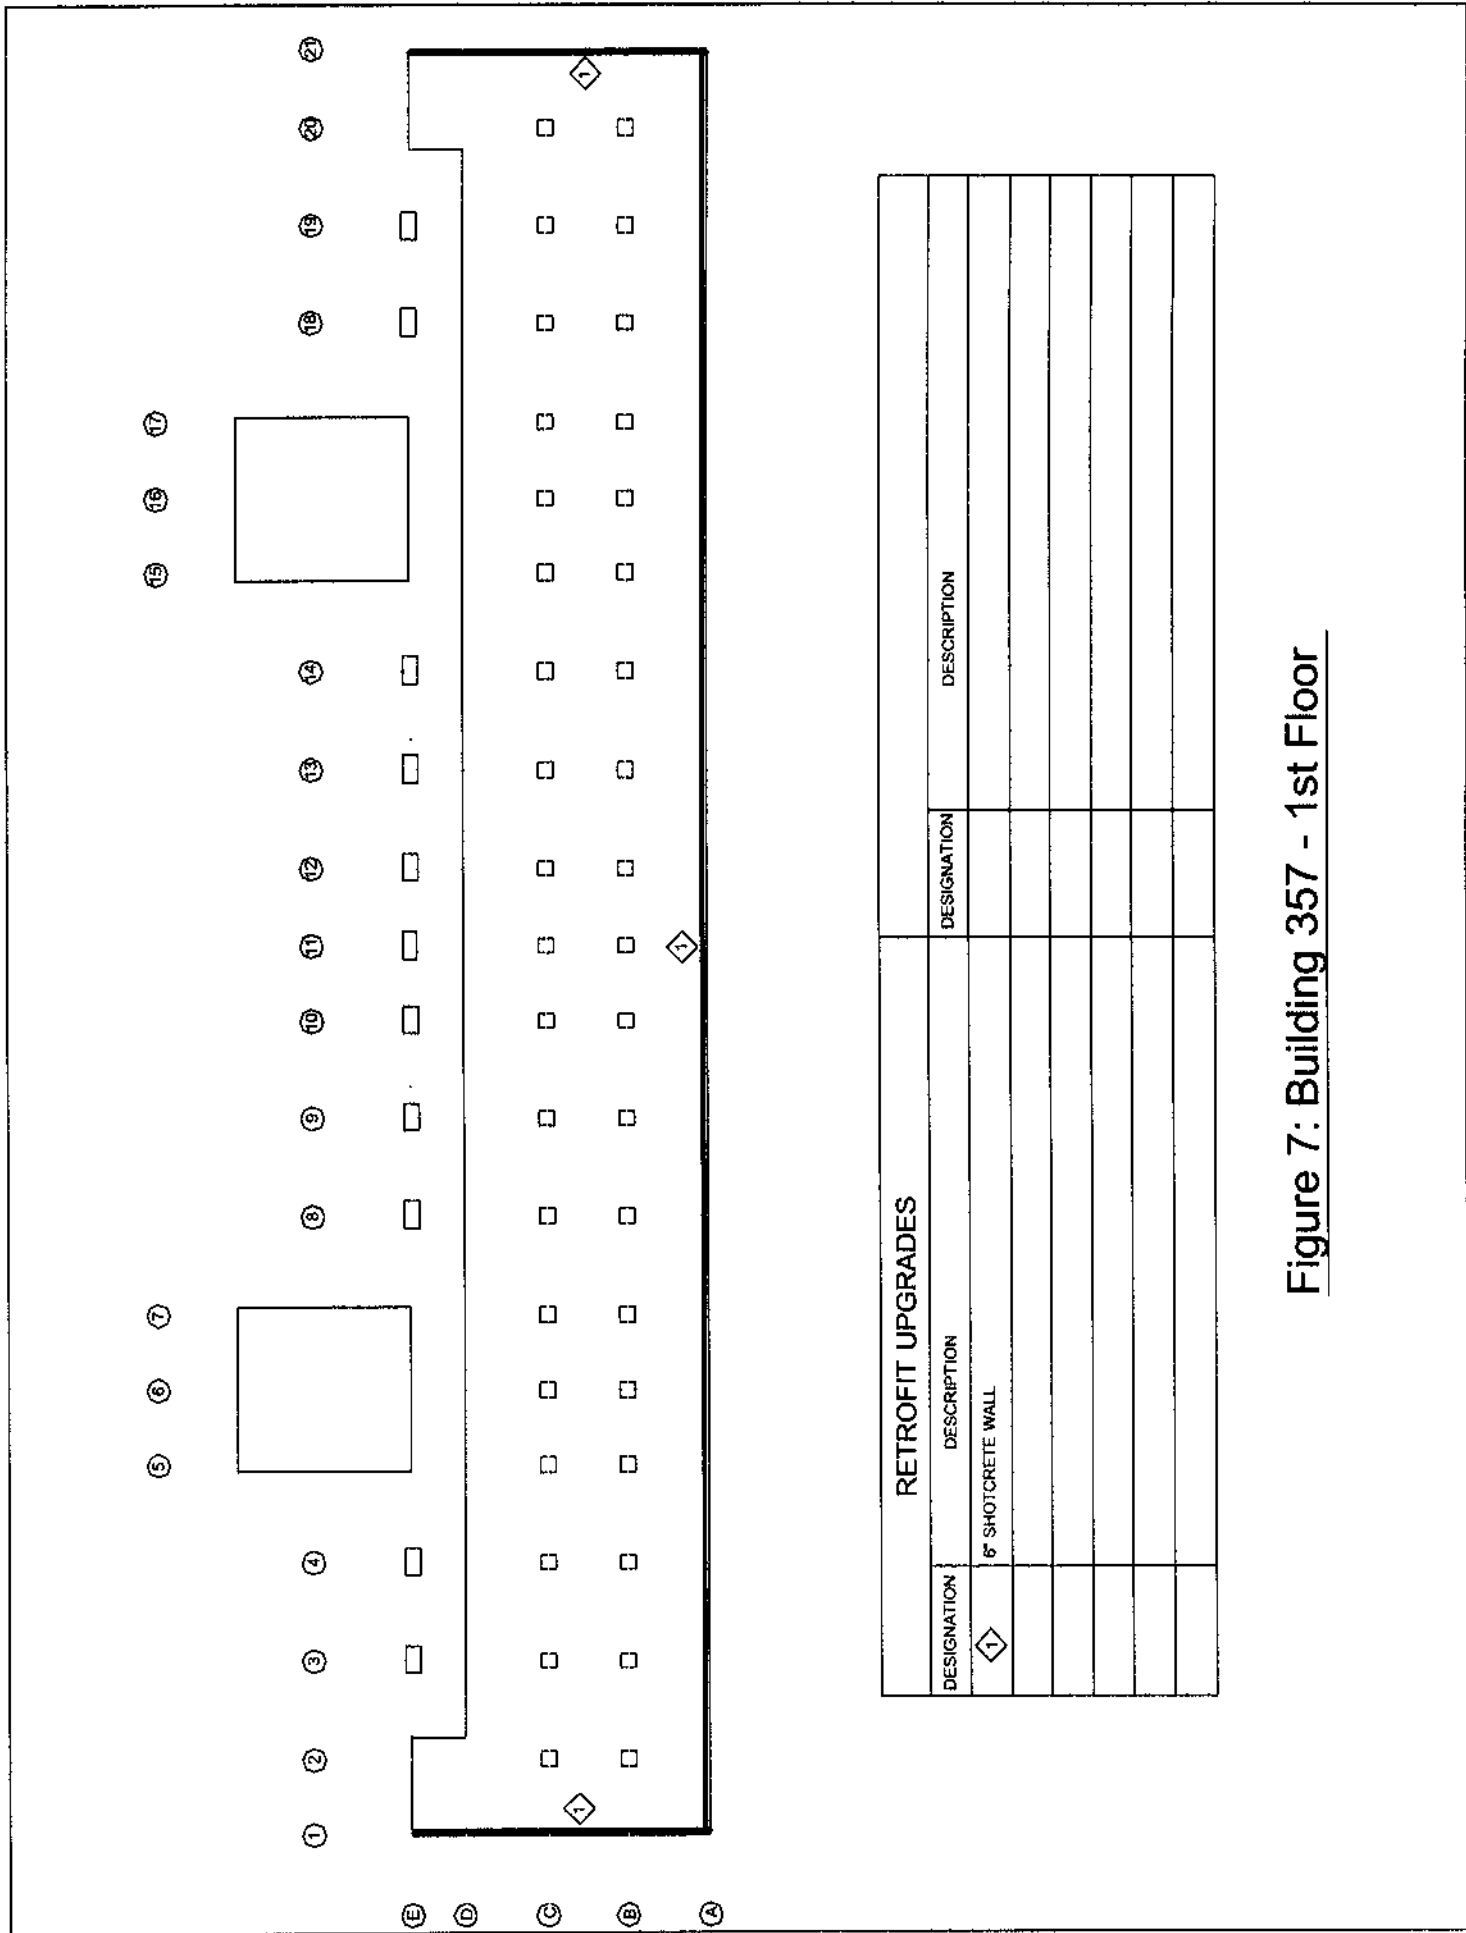 5 6 7 15 16 17
1 2 3 4 8 9 10 11 12 13 14 18 19 20 21
E
D
C
B
A
1
1
1
RETROFIT UPGRADES
DESIGNATION DESCRIPTION DESIGNATION DESCRIPTION
1 6" SHOTCRETE WALL
Figure 7: Building 357 - 1st Floor